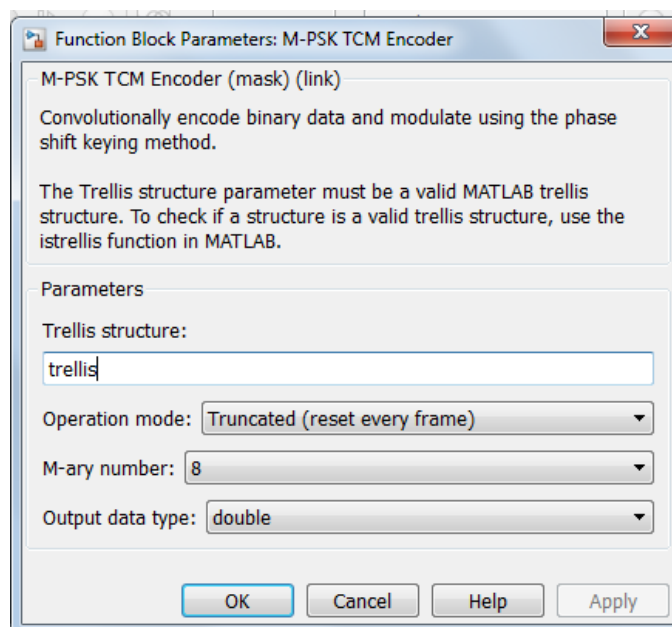 Function Block Parameters: M-PSK TCM Encoder
M-PSK TCM Encoder (mask) (link)
Convolutionally encode binary data and modulate using the phase
shift keying method.
The Trellis structure parameter must be a valid MATLAB trellis
structure. To check if a structure is a valid trellis structure, use the
istrellis function in MATLAB.
Parameters
Trellis structure:
trellis
Operation mode: Truncated (reset every frame)
M-ary number: 8
Output data type: double
OK Cancel Help Apply